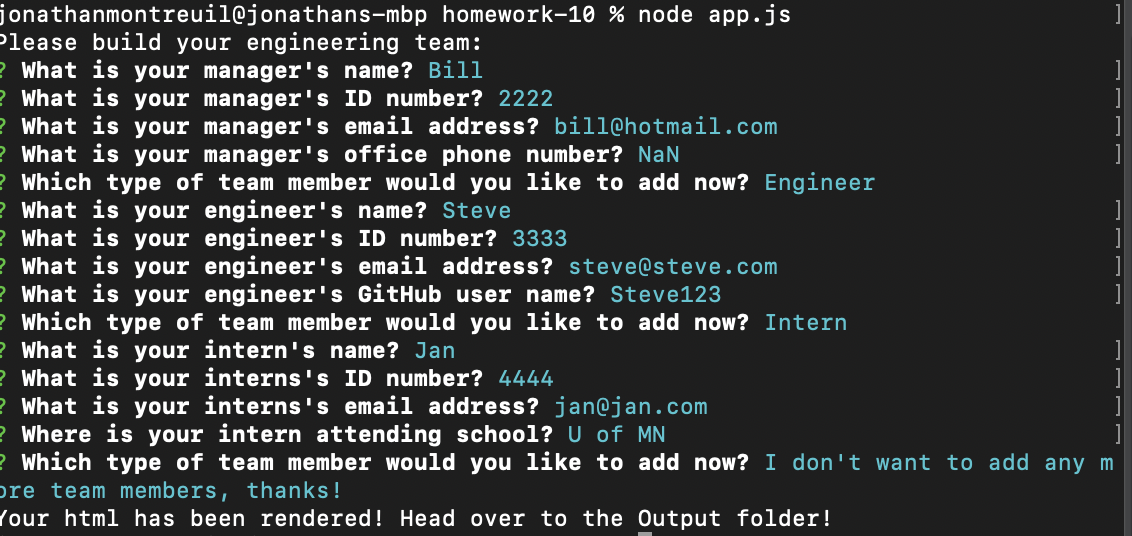 jonathanmontreuil@jonathans-mbp homework-10 % node app.js ]
Please build your engineering team:
? What is your manager's name? Bill ]
? What is your manager's ID number? 2222 ]
? What is your manager's email address? bill@hotmail.com ]
? What is your manager's office phone number? NaN ]
? Which type of team member would you like to add now? Engineer
? What is your engineer's name? Steve ]
? What is your engineer's ID number? 3333 ]
? What is your engineer's email address? steve@steve.com ]
? What is your engineer's GitHub user name? Steve123 ]
? Which type of team member would you like to add now? Intern
? What is your intern's name? Jan ]
? What is your interns's ID number? 4444 ]
? What is your interns's email address? jan@jan.com ]
? Where is your intern attending school? U of MN ]
? Which type of team member would you like to add now? I don't want to add any m
ore team members, thanks!
Your html has been rendered! Head over to the Output folder!